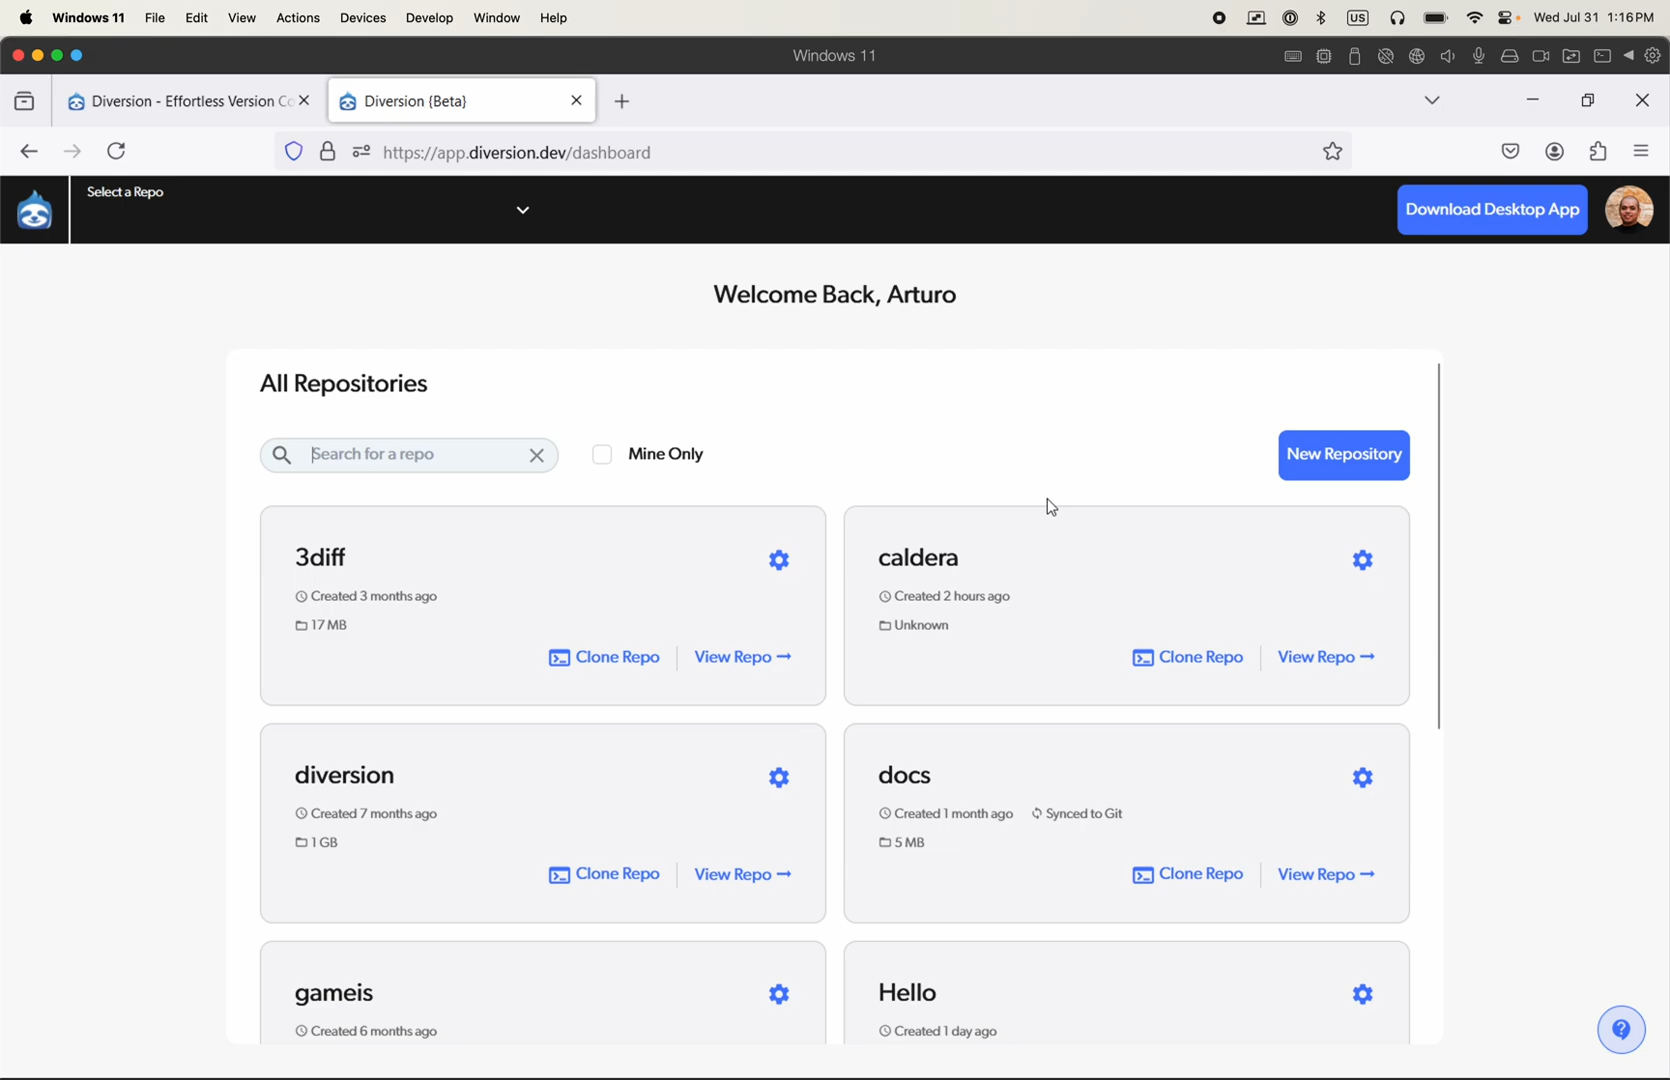 Windows 11 File Edit View Actions Devices Develop Window Help US Wed Jul 31 1:16 PM
Windows 11
Diversion - Effortless Version Co Diversion {Beta}
https://app.diversion.dev/dashboard
Select a Repo
Download Desktop App
Welcome Back, Arturo
All Repositories
Search for a repo Mine Only New Repository
3diff
Created 3 months ago
17 MB
Clone Repo View Repo →
caldera
Created 2 hours ago
Unknown
Clone Repo View Repo →
diversion
Created 7 months ago
1 GB
Clone Repo View Repo →
docs
Created 1 month ago Synced to Git
5 MB
Clone Repo View Repo →
gameis
Created 6 months ago
Hello
Created 1 day ago